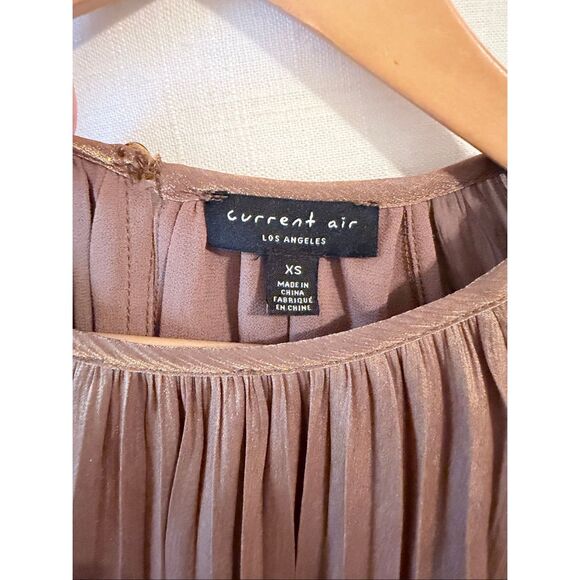 current air
LOS ANGELES
XS
MADE IN
CHINA
FABRIQUÉ
EN CHINE